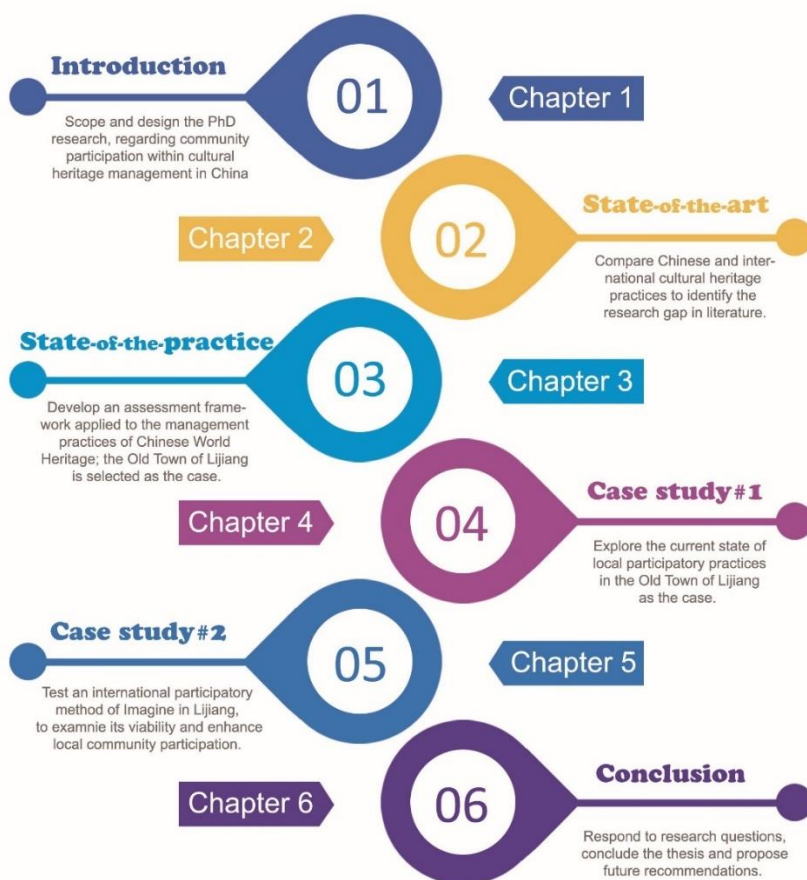 Introduction
01
Chapter 1
Scope and design the PhD
research, regarding community
participation within cultural
heritage management in China
Chapter 2
02
State-of-the-art
Compare Chinese and inter-
national cultural heritage
practices to identify the
research gap in literature.
State-of-the-practice
03
Chapter 3
Develop an assessment frame-
work applied to the management
practices of Chinese World
Heritage; the Old Town of Lijiang
is selected as the case.
Chapter 4
04
Case study#1
Explore the current state of
local participatory practices
in the Old Town of Lijiang
as the case.
Case study#2
05
Chapter 5
Test an international participatory
method of Imagine in Lijiang,
to examnie its viability and enhance
local community participation.
Chapter 6
06
Conclusion
Respond to research questions,
conclude the thesis and propose
future recommendations.